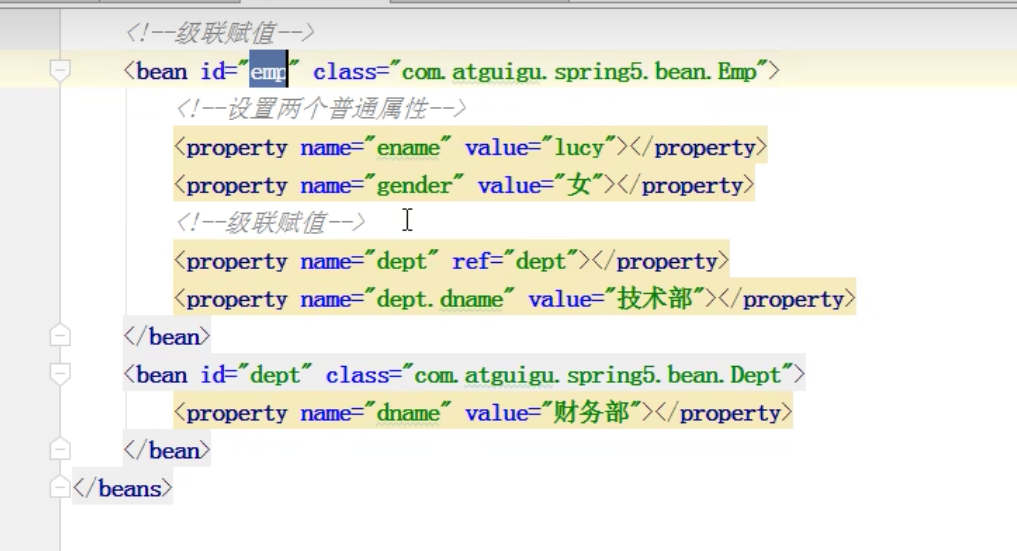 <!--级联赋值-->
<bean id="emp" class="com.atguigu.spring5.bean.Emp">
<!--设置两个普通属性-->
<property name="ename" value="lucy"></property>
<property name="gender" value="女"></property>
<!--级联赋值-->
<property name="dept" ref="dept"></property>
<property name="dept.dname" value="技术部"></property>
</bean>
<bean id="dept" class="com.atguigu.spring5.bean.Dept">
<property name="dname" value="财务部"></property>
</bean>
</beans>